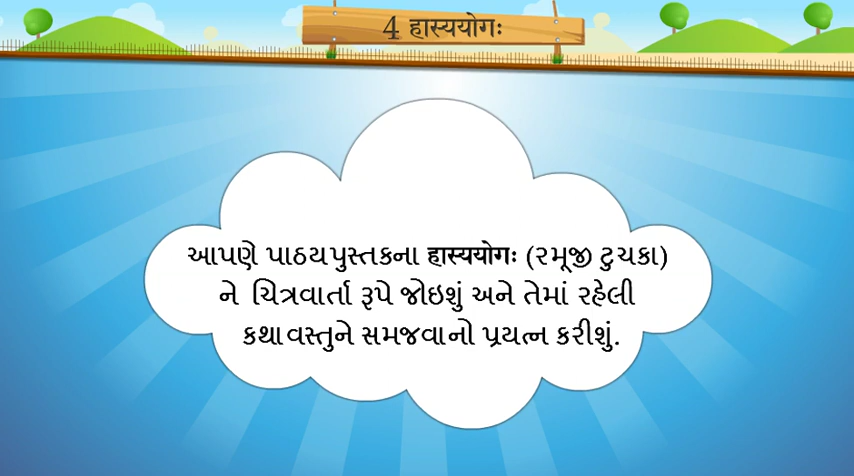 4 हास्ययोगः
આપણે પાઠયપુસ્તકના हास्ययोगः (રમૂજી ટુચકા)
ને ચિત્રવાર્તા રૂપે જોઇશું અને તેમાં રહેલી
કથાવસ્તુને સમજવાનો પ્રયત્ન કરીશું.